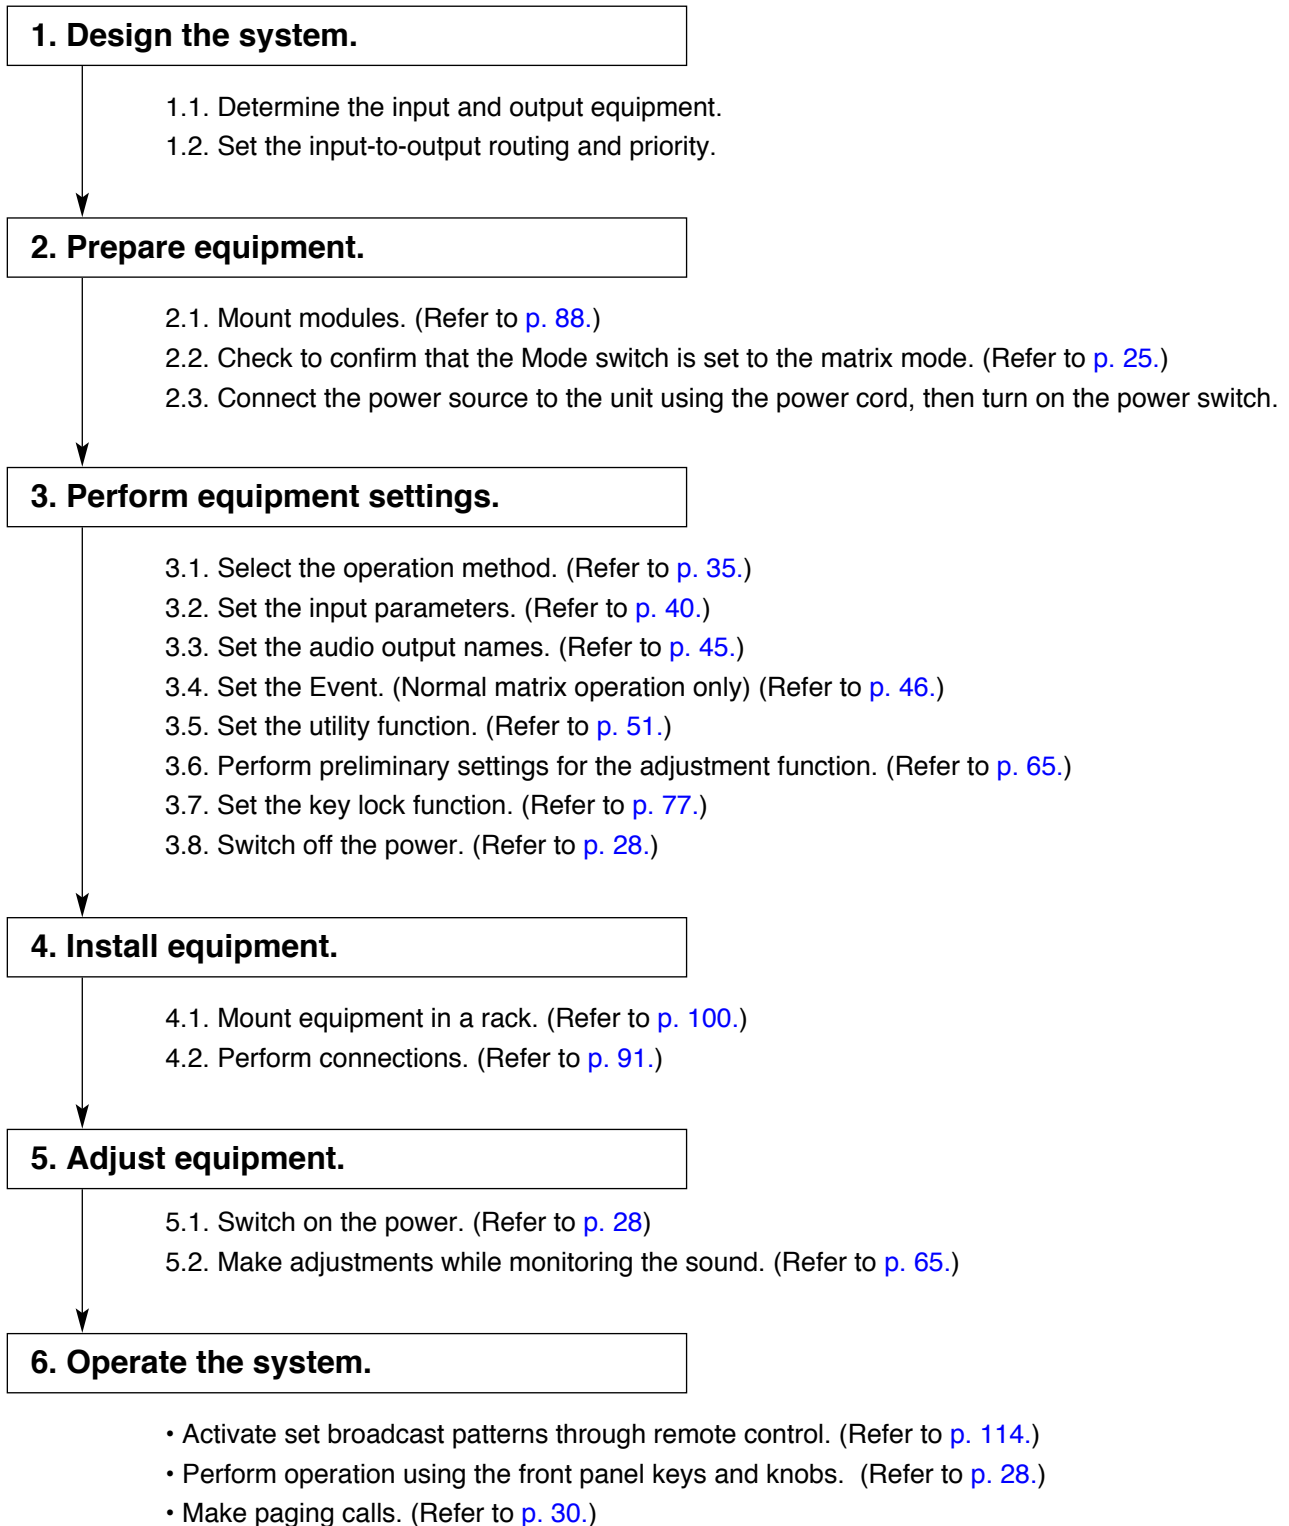 1. Design the system.
1.1. Determine the input and output equipment.
1.2. Set the input-to-output routing and priority.
2. Prepare equipment.
2.1. Mount modules. (Refer to p. 88.)
2.2. Check to confirm that the Mode switch is set to the matrix mode. (Refer to p. 25.)
2.3. Connect the power source to the unit using the power cord, then turn on the power switch.
3. Perform equipment settings.
3.1. Select the operation method. (Refer to p. 35.)
3.2. Set the input parameters. (Refer to p. 40.)
3.3. Set the audio output names. (Refer to p. 45.)
3.4. Set the Event. (Normal matrix operation only) (Refer to p. 46.)
3.5. Set the utility function. (Refer to p. 51.)
3.6. Perform preliminary settings for the adjustment function. (Refer to p. 65.)
3.7. Set the key lock function. (Refer to p. 77.)
3.8. Switch off the power. (Refer to p. 28.)
4. Install equipment.
4.1. Mount equipment in a rack. (Refer to p. 100.)
4.2. Perform connections. (Refer to p. 91.)
5. Adjust equipment.
5.1. Switch on the power. (Refer to p. 28)
5.2. Make adjustments while monitoring the sound. (Refer to p. 65.)
6. Operate the system.
• Activate set broadcast patterns through remote control. (Refer to p. 114.)
• Perform operation using the front panel keys and knobs.  (Refer to p. 28.)
• Make paging calls. (Refer to p. 30.)